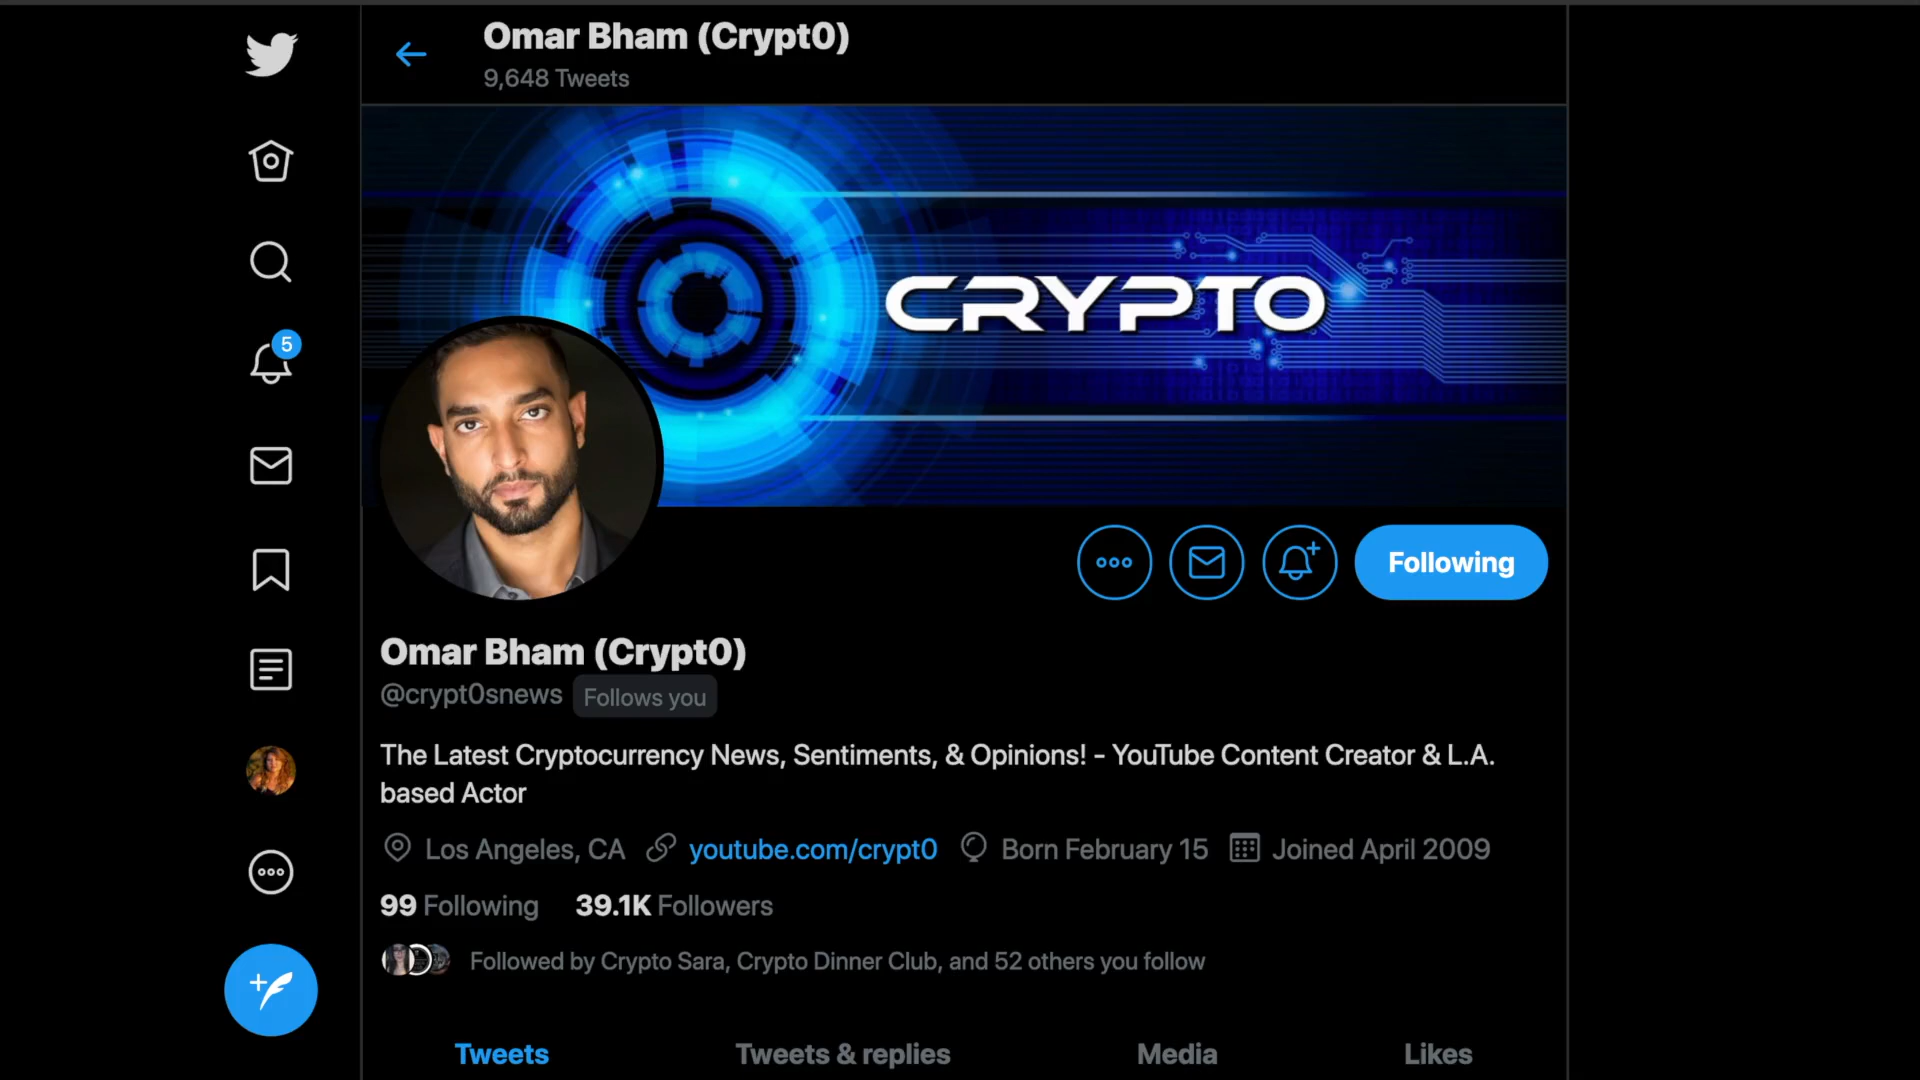 Omar Bham (Crypt0)
9,648 Tweets
CRYPTO
5
Following
Omar Bham (Crypt0)
@crypt0snews Follows you
The Latest Cryptocurrency News, Sentiments, & Opinions! - YouTube Content Creator & L.A.
based Actor
Los Angeles, CA youtube.com/crypt0 Born February 15 Joined April 2009
99 Following 39.1K Followers
Followed by Crypto Sara, Crypto Dinner Club, and 52 others you follow
Tweets Tweets & replies Media Likes